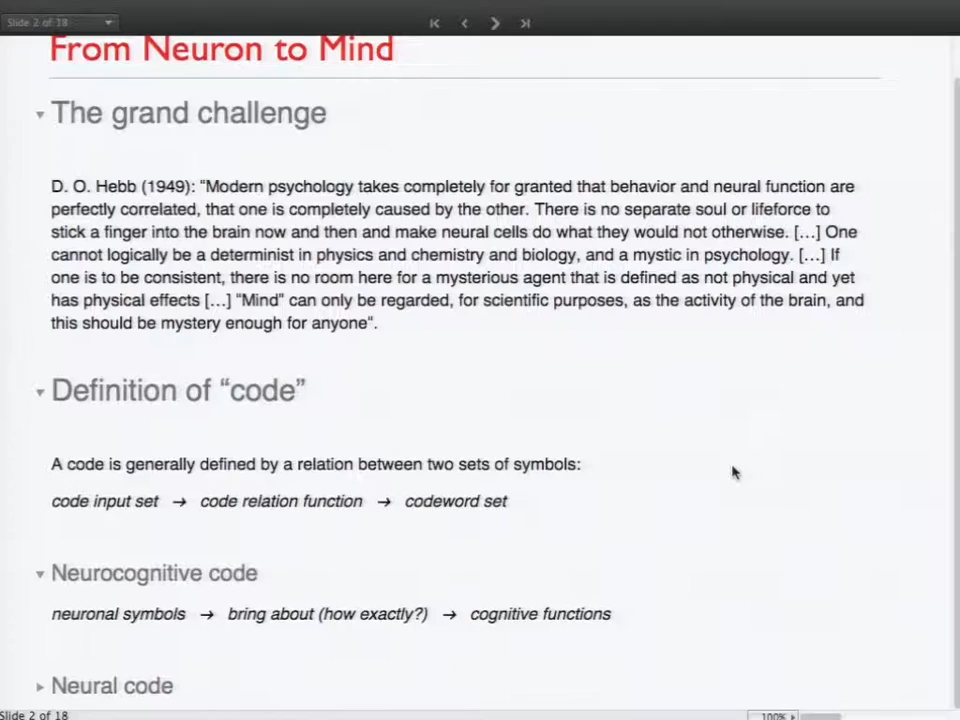 Slide 2 of 18
From Neuron to Mind
The grand challenge
D. O. Hebb (1949): “Modern psychology takes completely for granted that behavior and neural function are
perfectly correlated, that one is completely caused by the other. There is no separate soul or lifeforce to
stick a finger into the brain now and then and make neural cells do what they would not otherwise. […] One
cannot logically be a determinist in physics and chemistry and biology, and a mystic in psychology. […] If
one is to be consistent, there is no room here for a mysterious agent that is defined as not physical and yet
has physical effects […] “Mind” can only be regarded, for scientific purposes, as the activity of the brain, and
this should be mystery enough for anyone“.
Definition of “code”
A code is generally defined by a relation between two sets of symbols:
code input set → code relation function → codeword set
Neurocognitive code
neuronal symbols → bring about (how exactly?) → cognitive functions
Neural code
Slide 2 of 18
100%